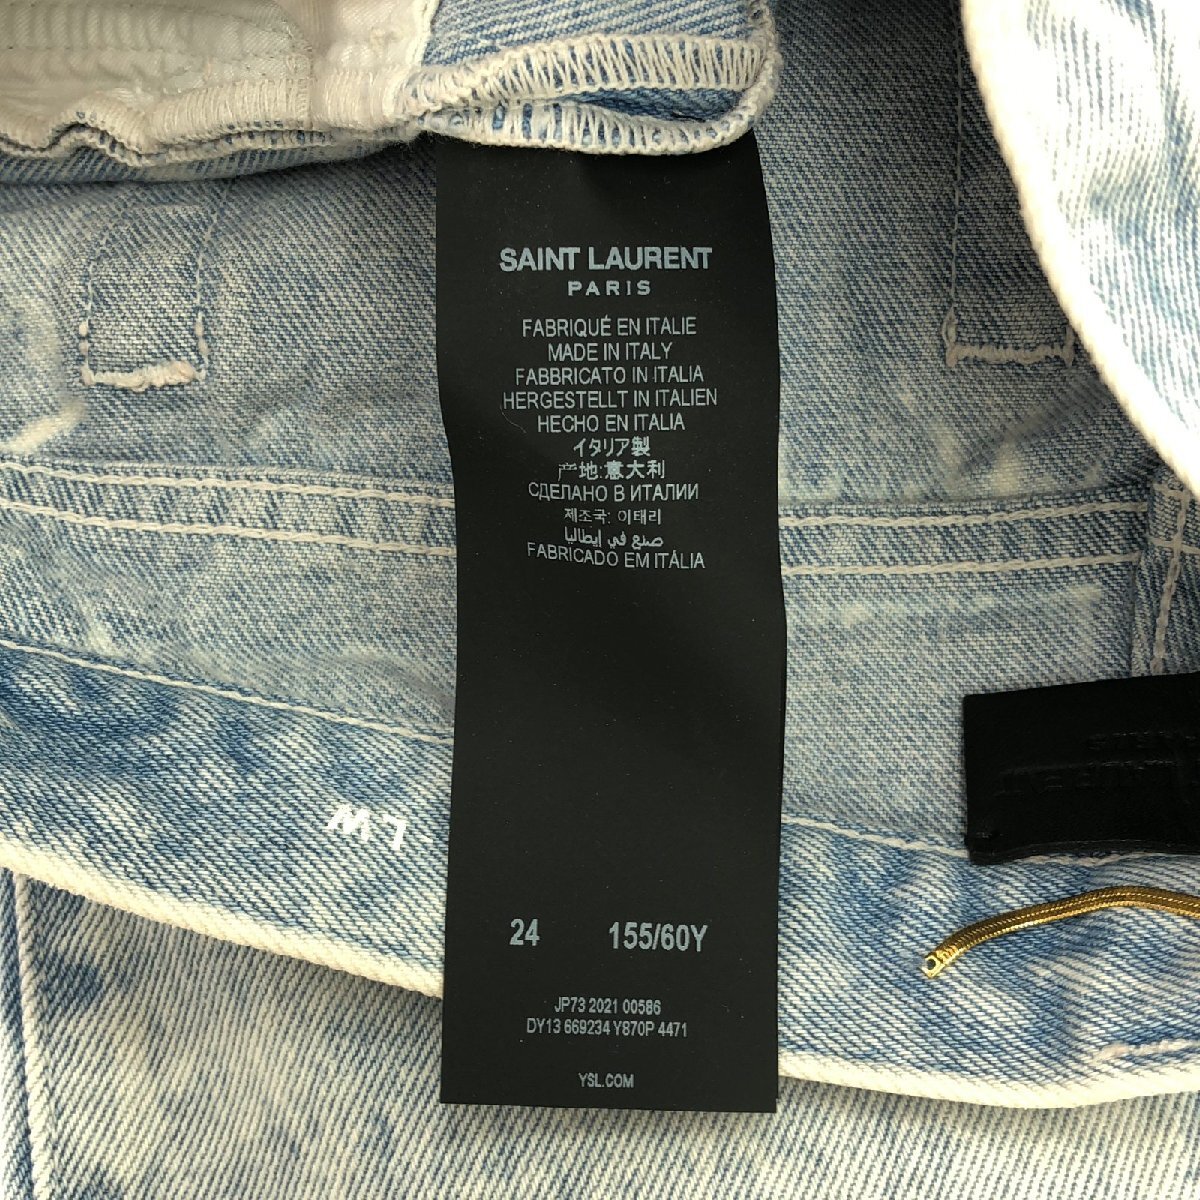 SAINT LAURENT
PARIS
FABRIQUÉ EN ITALIE
MADE IN ITALY
FABBRICATO IN ITALIA
HERGESTELLT IN ITALIEN
HECHO EN ITALIA
イタリア製
产地:意大利
СДЕЛАНО В ИТАЛИИ
제조국: 이태리
صنع في إيطاليا
FABRICADO EM ITÁLIA
LW
24 155/60Y
JP73 2021 00586
DY13 669234 Y870P 4471
YSL.COM